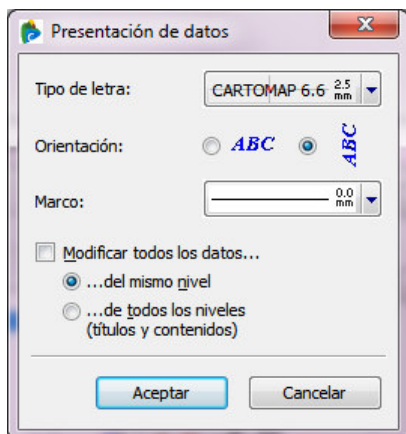 Presentación de datos
Tipo de letra: CARTOMAP 6.6 2.5 mm
Orientación: ABC ABC
Marco: 0.0 mm
Modificar todos los datos...
...del mismo nivel
...de todos los niveles
(títulos y contenidos)
Aceptar Cancelar